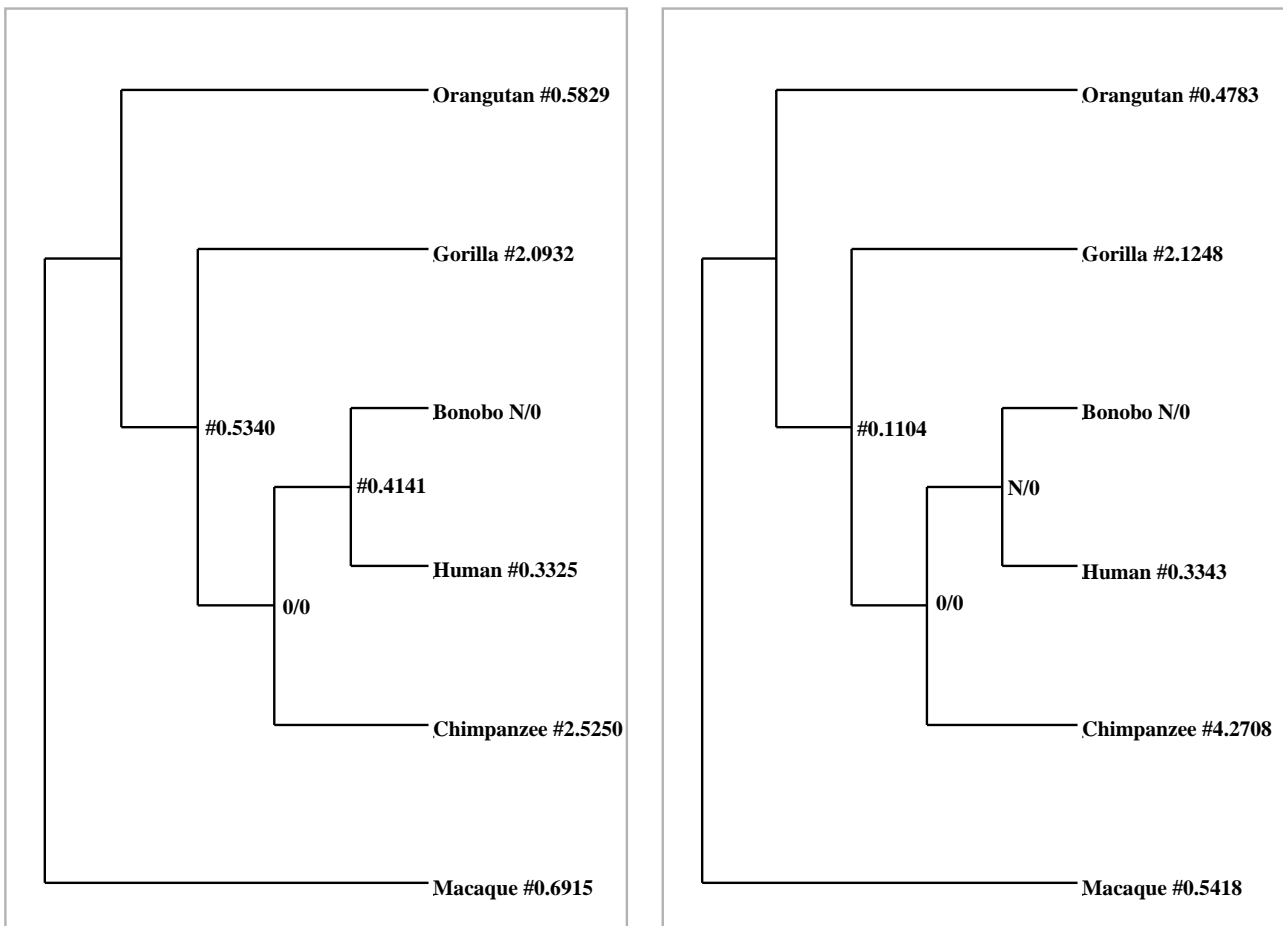 Orangutan #0.5829
Gorilla #2.0932
Bonobo N/0
#0.5340
#0.4141
Human #0.3325
0/0
Chimpanzee #2.5250
Macaque #0.6915
Orangutan #0.4783
Gorilla #2.1248
Bonobo N/0
#0.1104
N/0
Human #0.3343
0/0
Chimpanzee #4.2708
Macaque #0.5418